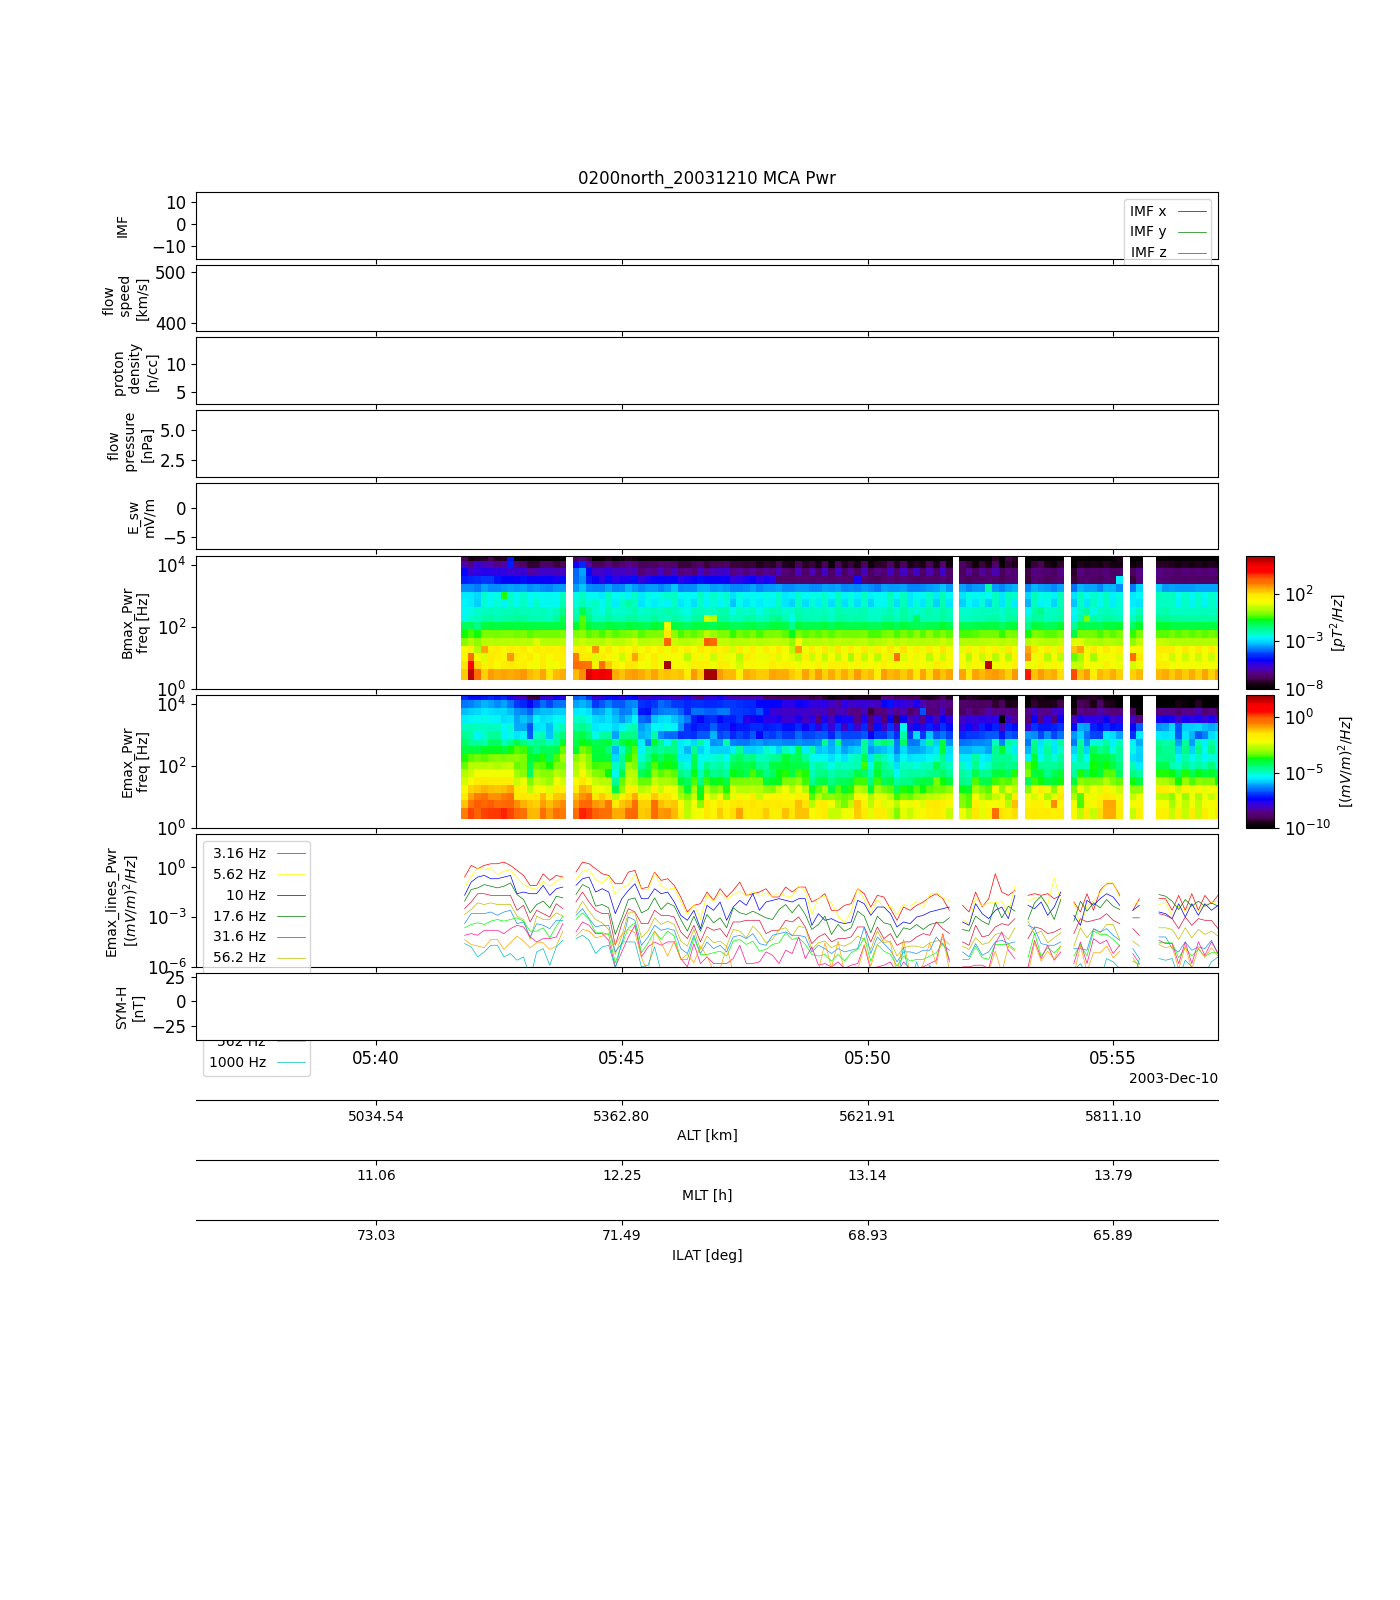 0200north_20031210 MCA Pwr
IMF
10
0
−10
IMF x
IMF y
IMF z
flow
speed
[km/s]
500
400
proton
density
[n/cc]
10
5
flow
pressure
[nPa]
5.0
2.5
E_sw
mV/m
0
−5
Bmax_Pwr
freq [Hz]
10^4
10^2
10^0
10^2
10^−3
10^−8
[pT^2/Hz]
Emax_Pwr
freq [Hz]
10^4
10^2
10^0
10^0
10^−5
10^−10
[(mV/m)^2/Hz]
Emax_lines_Pwr
[(mV/m)^2/Hz]
10^0
10^−3
10^−6
3.16 Hz
5.62 Hz
10 Hz
17.6 Hz
31.6 Hz
56.2 Hz
SYM-H
[nT]
25
0
−25
562 Hz
1000 Hz
05:40 05:45 05:50 05:55
2003-Dec-10
5034.54 5362.80 5621.91 5811.10
ALT [km]
11.06 12.25 13.14 13.79
MLT [h]
73.03 71.49 68.93 65.89
ILAT [deg]